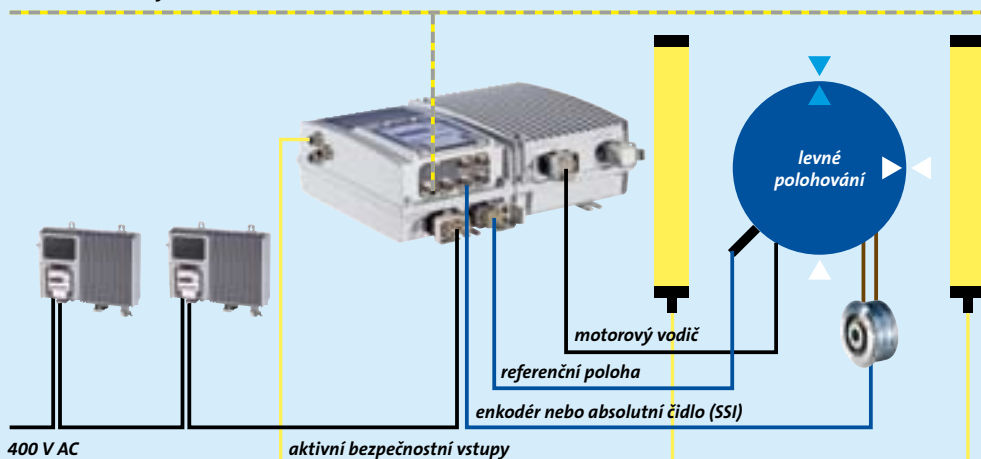 levné
polohování
motorový vodič
referenční poloha
enkodér nebo absolutní čidlo (SSI)
400 V AC
aktivní bezpečnostní vstupy